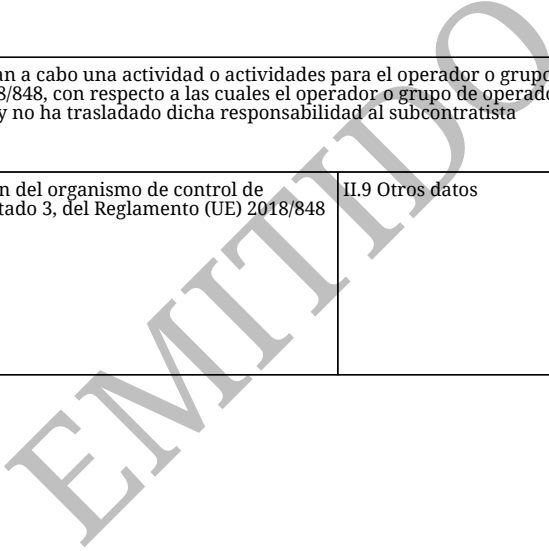 an a cabo una actividad o actividades para el operador o grupo
8/848, con respecto a las cuales el operador o grupo de operado
y no ha trasladado dicha responsabilidad al subcontratista
n del organismo de control de
tado 3, del Reglamento (UE) 2018/848
II.9 Otros datos
EMITIDO